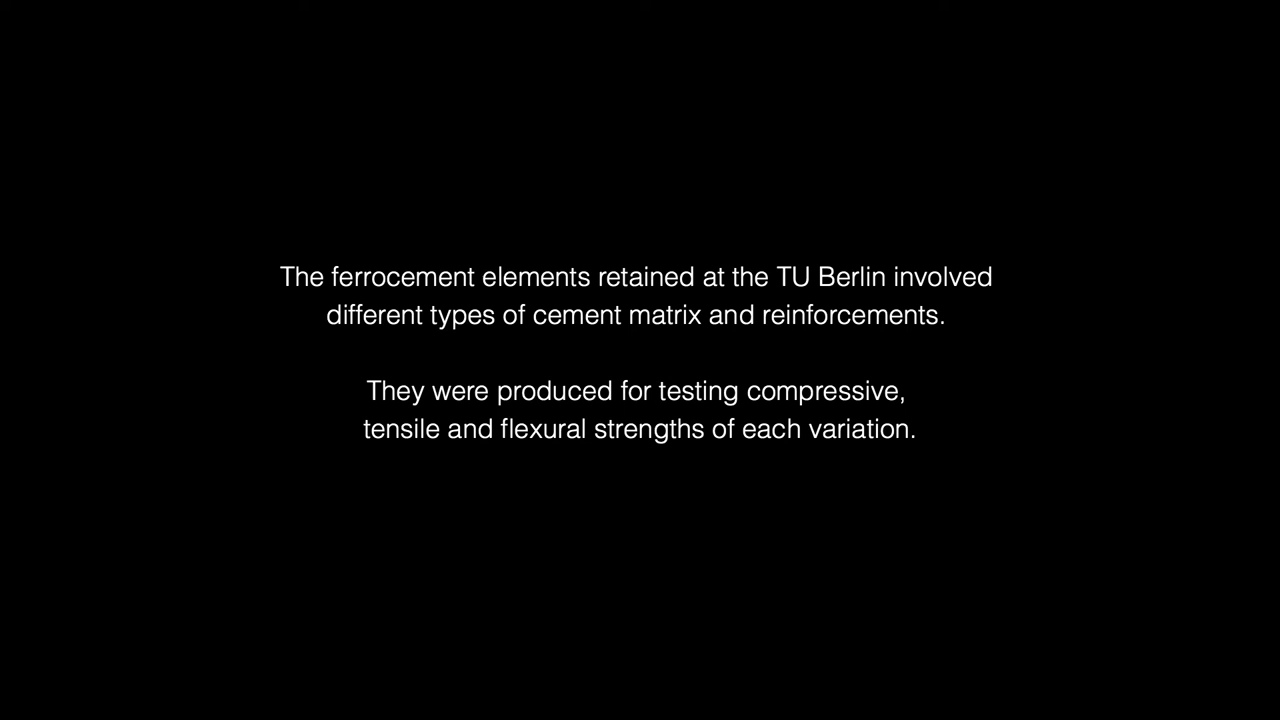 The ferrocement elements retained at the TU Berlin involved
different types of cement matrix and reinforcements.
They were produced for testing compressive,
tensile and flexural strengths of each variation.